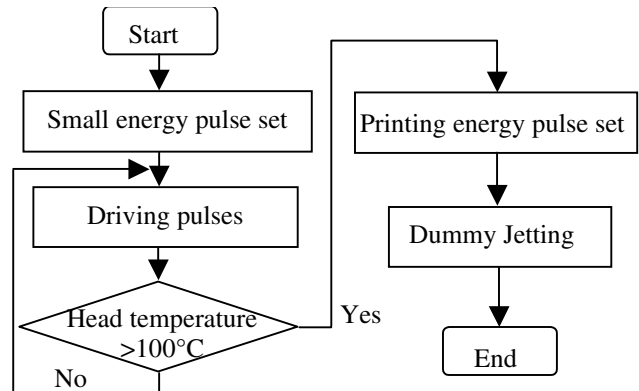 Start
Small energy pulse set
Driving pulses
Head temperature
>100°C
No
Yes
Printing energy pulse set
Dummy Jetting
End